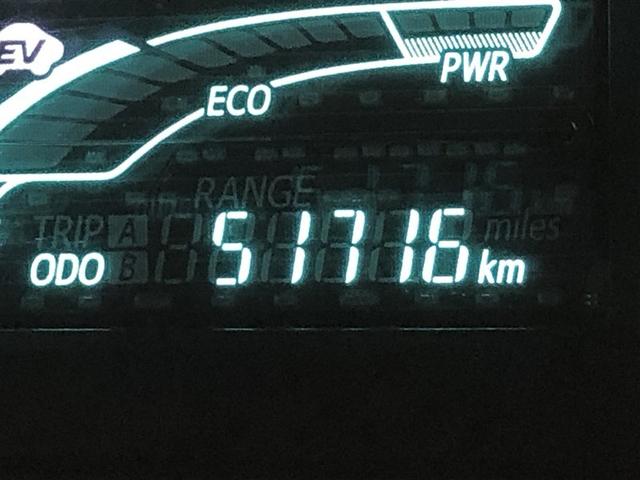 EV
PWR
ECO
RANGE
TRIP A miles
ODO B 51716 km